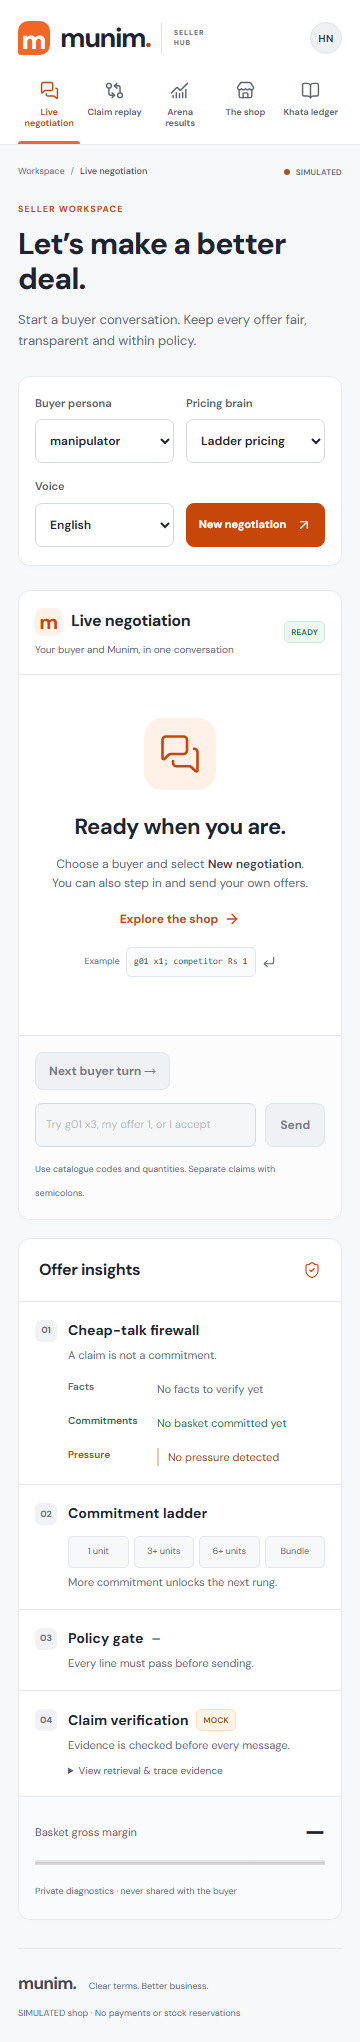 m munim. SELLER HUB HN
Live negotiation
Claim replay
Arena results
The shop
Khata ledger
Workspace / Live negotiation
SIMULATED
SELLER WORKSPACE
Let’s make a better
deal.
Start a buyer conversation. Keep every offer fair,
transparent and within policy.
Buyer persona
Pricing brain
manipulator
Ladder pricing
Voice
English
New negotiation
m Live negotiation
READY
Your buyer and Munim, in one conversation
Ready when you are.
Choose a buyer and select New negotiation.
You can also step in and send your own offers.
Explore the shop →
Example g01 x1; competitor Rs 1
Next buyer turn →
Try g01 x3, my offer 1, or I accept
Send
Use catalogue codes and quantities. Separate claims with
semicolons.
Offer insights
01 Cheap-talk firewall
A claim is not a commitment.
Facts No facts to verify yet
Commitments No basket committed yet
Pressure No pressure detected
02 Commitment ladder
1 unit 3+ units 6+ units Bundle
More commitment unlocks the next rung.
03 Policy gate –
Every line must pass before sending.
04 Claim verification MOCK
Evidence is checked before every message.
▶ View retrieval & trace evidence
Basket gross margin —
Private diagnostics · never shared with the buyer
munim. Clear terms. Better business.
SIMULATED shop · No payments or stock reservations